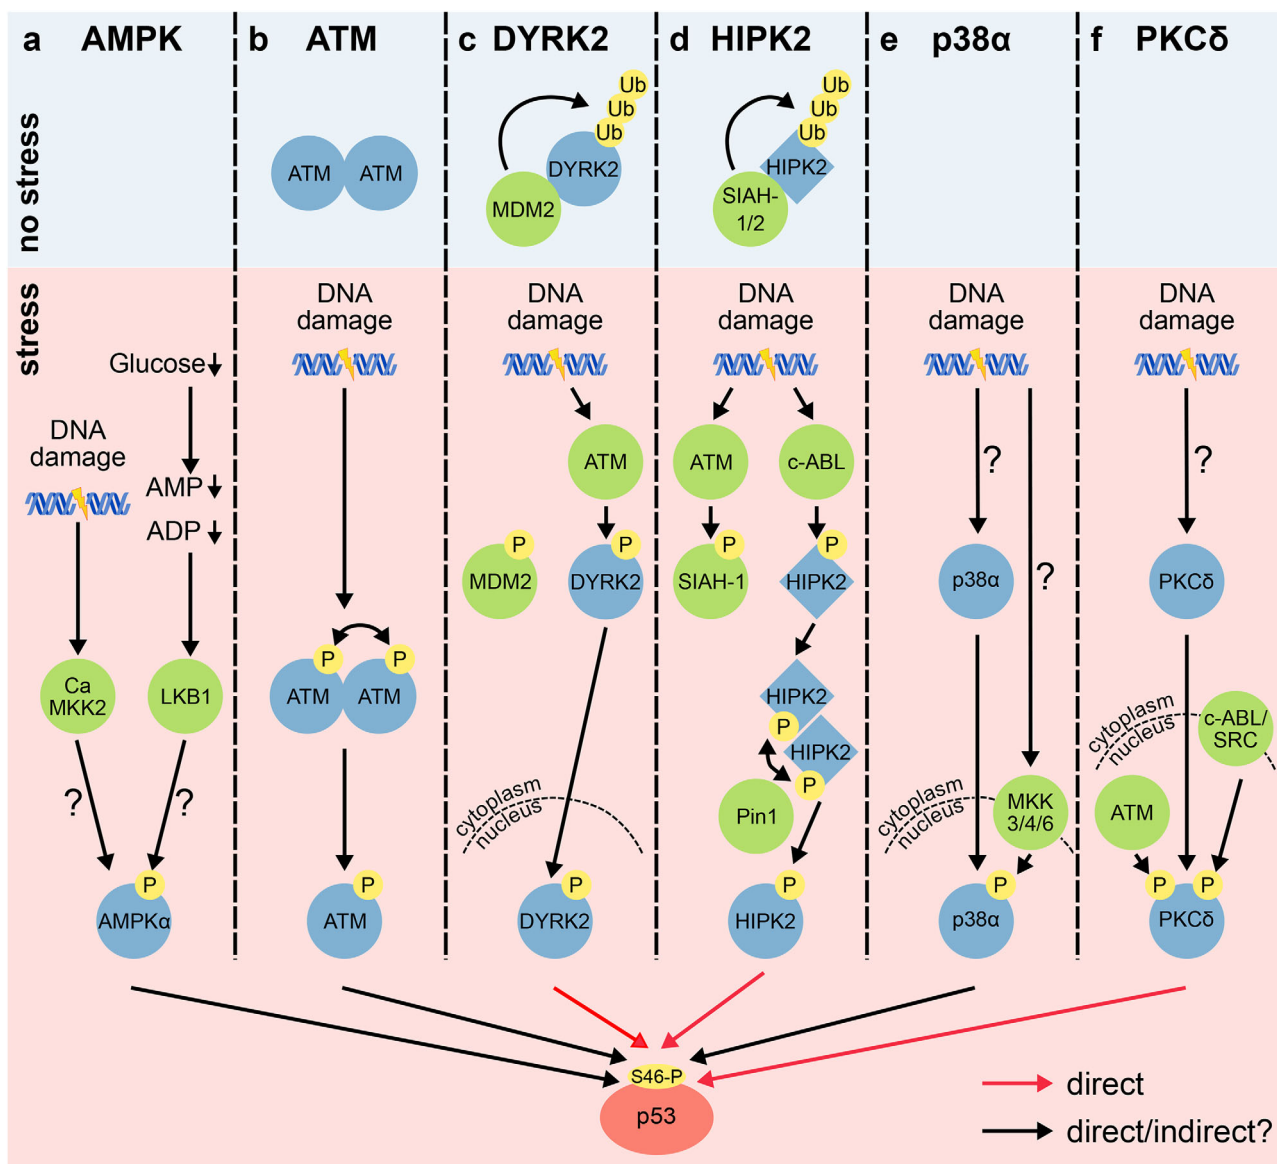 a AMPK
b ATM
c DYRK2
d HIPK2
e p38α
f PKCδ
no stress
ATM ATM
Ub
Ub
Ub
DYRK2
MDM2
Ub
Ub
Ub
HIPK2
SIAH-
1/2
stress
Glucose
DNA
damage
AMP
ADP
Ca
MKK2
LKB1
?
?
P
AMPKα
DNA
damage
P
P
ATM
ATM
P
ATM
DNA
damage
ATM
P
MDM2
P
DYRK2
cytoplasm
nucleus
P
DYRK2
DNA
damage
ATM
c-ABL
P
SIAH-1
P
HIPK2
HIPK2
P
HIPK2
P
Pin1
P
HIPK2
DNA
damage
?
p38α
?
cytoplasm
nucleus
MKK
3/4/6
P
p38α
DNA
damage
?
PKCδ
cytoplasm
nucleus
c-ABL/
SRC
ATM
P
P
PKCδ
S46-P
p53
direct
direct/indirect?